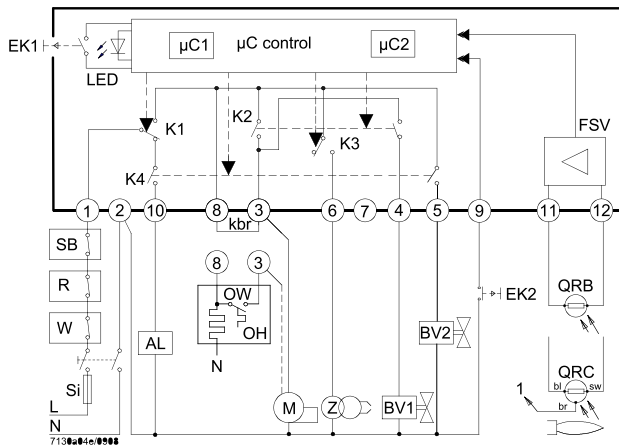 EK1
LED
µC1
µC control
µC2
K1
K2
K3
K4
FSV
kbr
1 2 10 8 3 6 7 4 5 9 11 12
SB
R
W
Si
L
N
8 3
OW
OH
N
AL
M
Z
BV1
BV2
EK2
QRB
QRC
bl sw
br
1